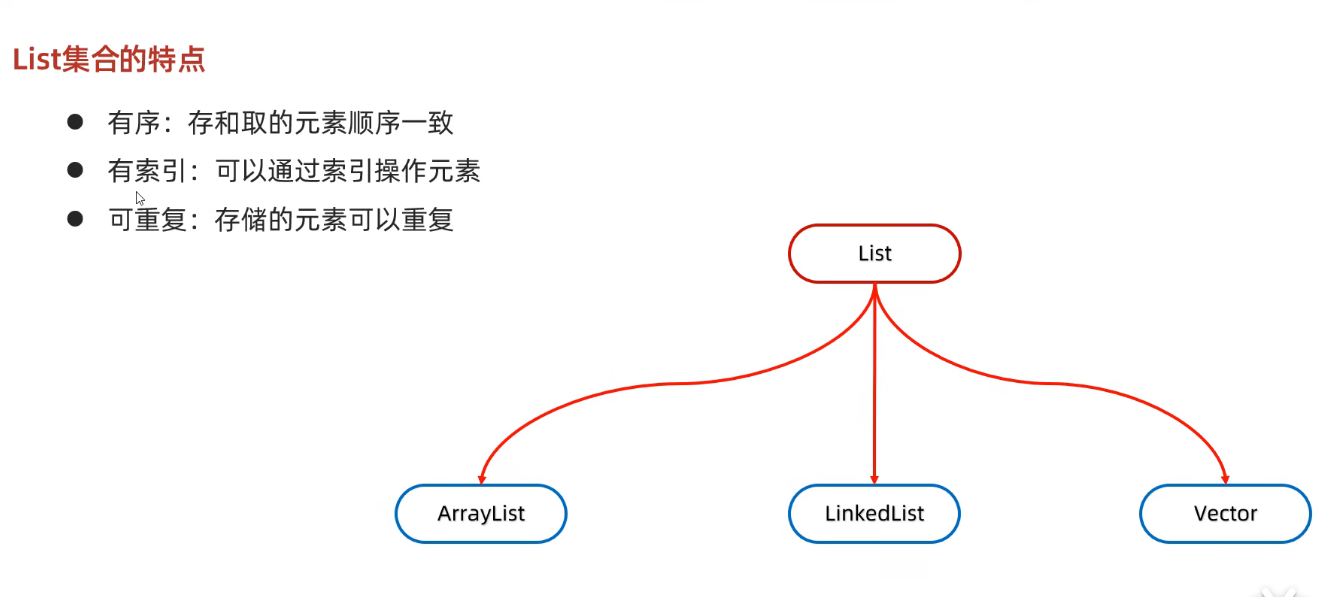 List集合的特点
● 有序：存和取的元素顺序一致
● 有索引：可以通过索引操作元素
● 可重复：存储的元素可以重复
List
ArrayList
LinkedList
Vector